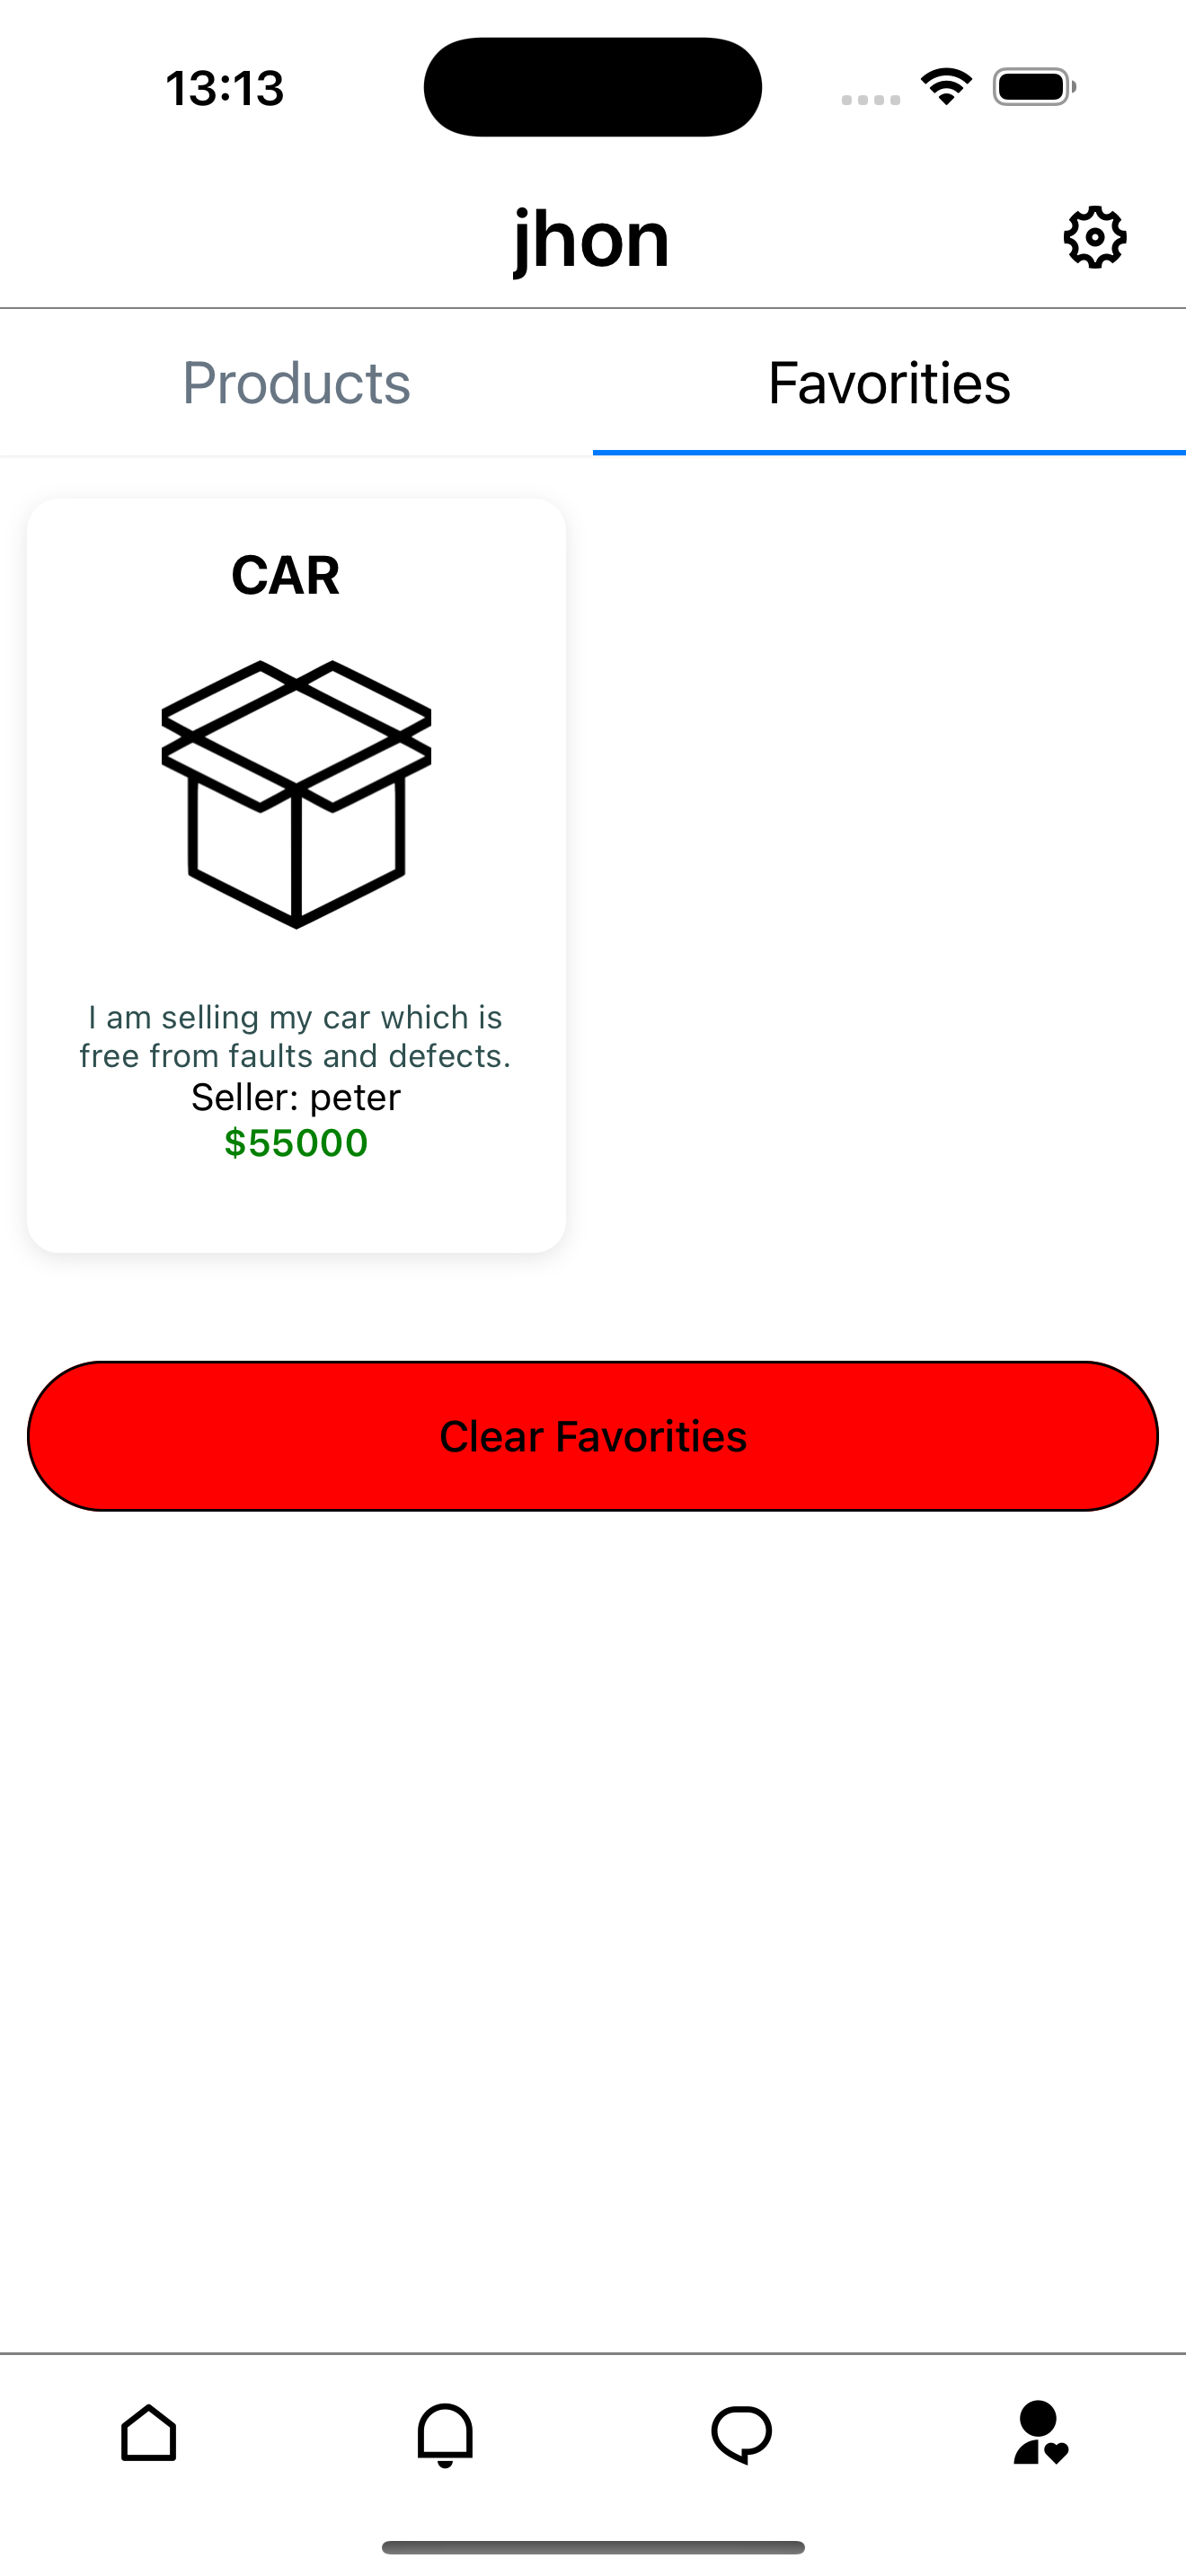 13:13
jhon
Products
Favorities
CAR
I am selling my car which is
free from faults and defects.
Seller: peter
$55000
Clear Favorities